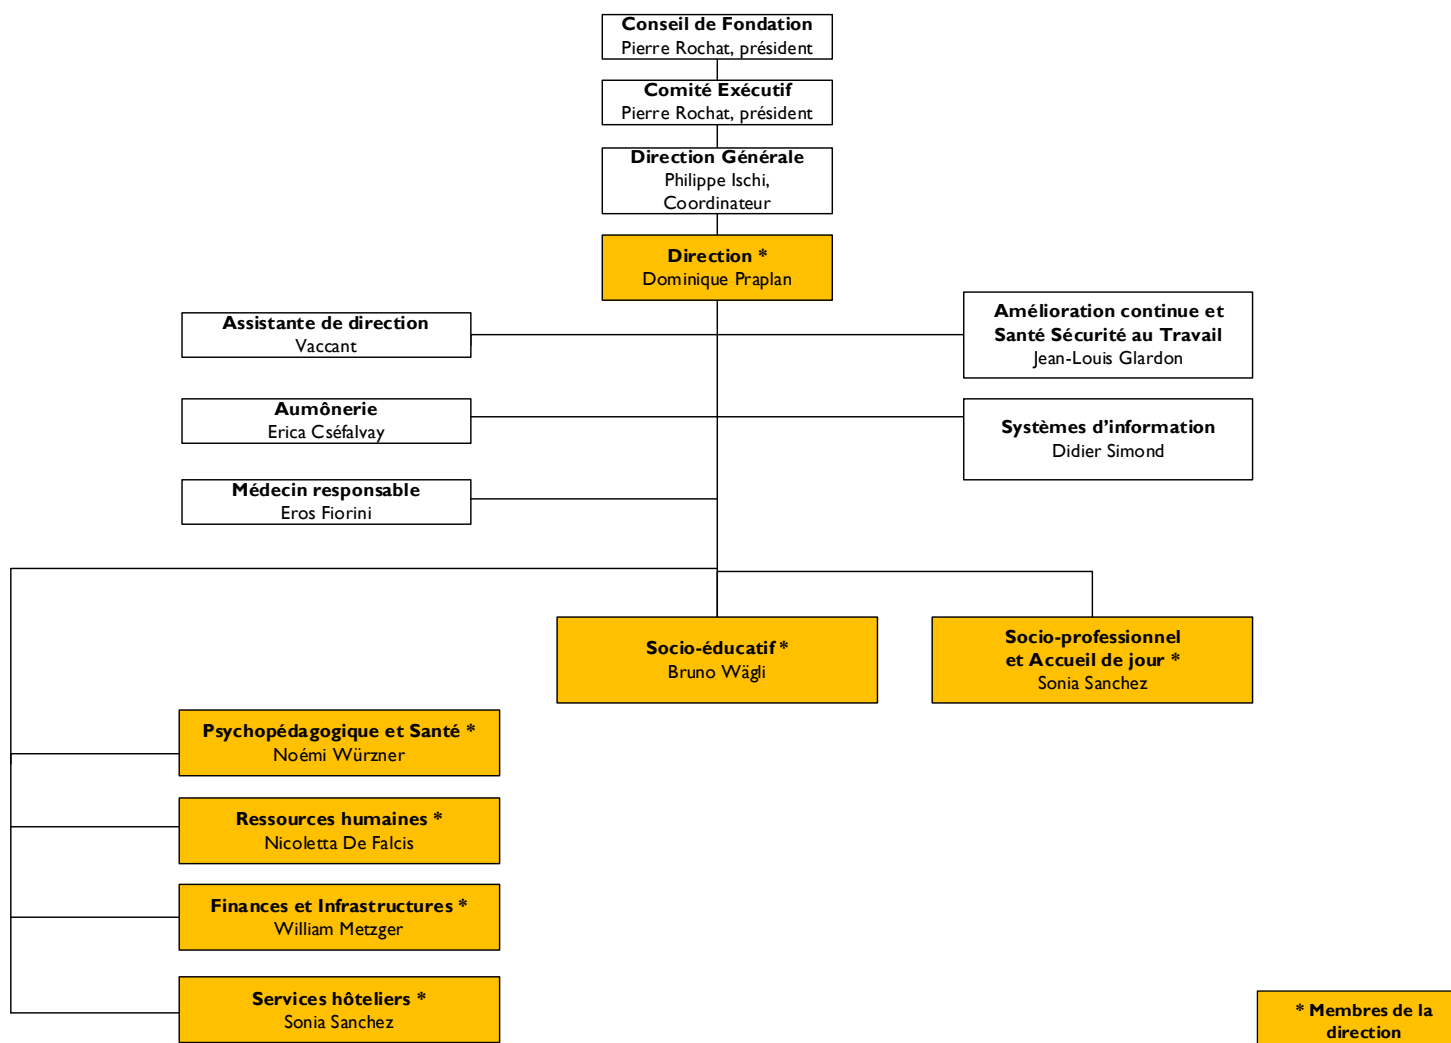 Conseil de Fondation
Pierre Rochat, président
Comité Exécutif
Pierre Rochat, président
Direction Générale
Philippe Ischi,
Coordinateur
Direction *
Dominique Praplan
Assistante de direction
Vaccant
Amélioration continue et
Santé Sécurité au Travail
Jean-Louis Glardon
Aumônerie
Erica Cséfalvay
Systèmes d'information
Didier Simond
Médecin responsable
Eros Fiorini
Socio-éducatif *
Bruno Wägli
Socio-professionnel
et Accueil de jour *
Sonia Sanchez
Psychopédagogique et Santé *
Noémi Würzner
Ressources humaines *
Nicoletta De Falcis
Finances et Infrastructures *
William Metzger
Services hôteliers *
Sonia Sanchez
* Membres de la
direction